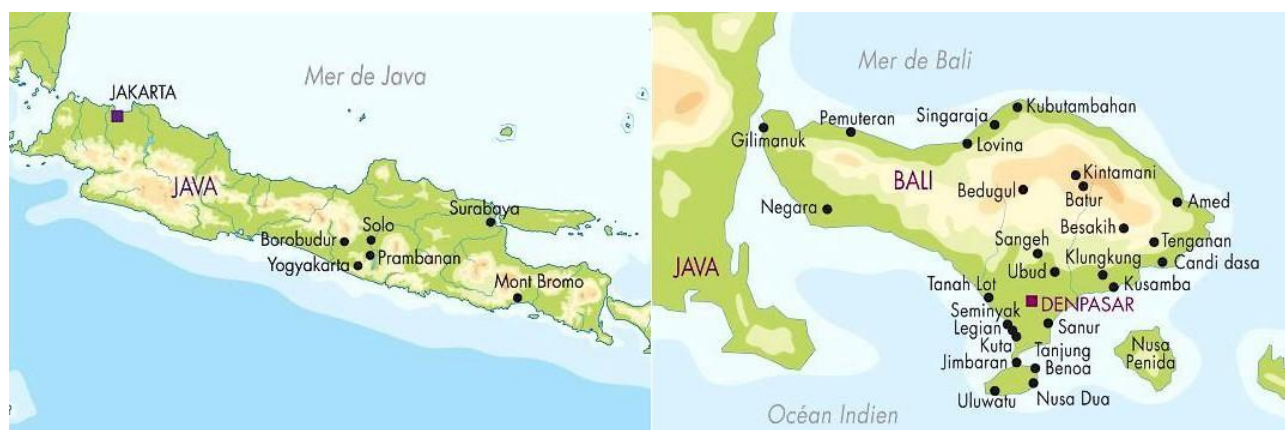 Mer de Java
JAKARTA
JAVA
Surabaya
Solo
Borobudur
Prambanan
Yogyakarta
Mont Bromo
Mer de Bali
Kubutambahan
Singaraja
Pemuteran
Gilimanuk
Lovina
BALI
Kintamani
Bedugul
Batur
Amed
Negara
Besakih
Tenganan
Sangeh
Klungkung
Candi dasa
JAVA
Ubud
Kusamba
Tanah Lot
DENPASAR
Seminyak
Legian
Sanur
Kuta
Tanjung
Benoa
Nusa
Penida
Jimbaran
Uluwatu
Nusa Dua
Océan Indien